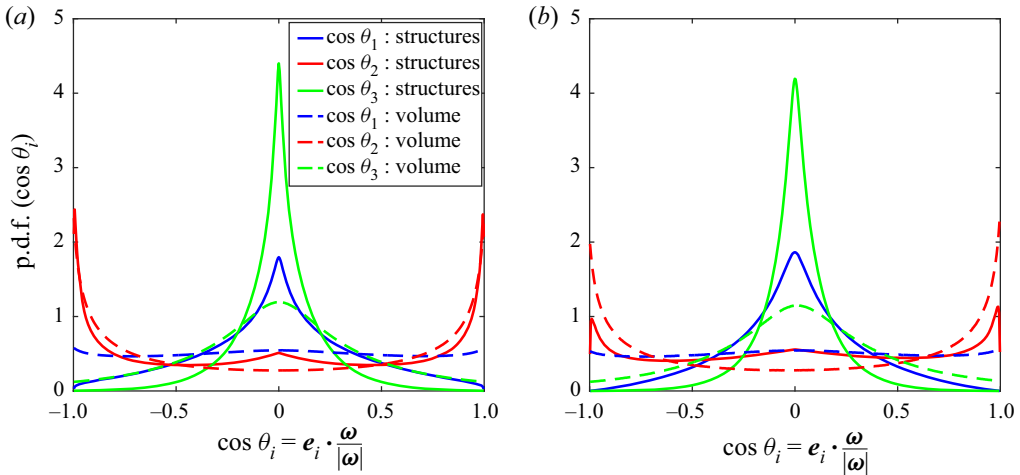 (a)
5
4
3
2
1
0
p.d.f. (cos θi)
cos θ1 : structures
cos θ2 : structures
cos θ3 : structures
cos θ1 : volume
cos θ2 : volume
cos θ3 : volume
–1.0 –0.5 0 0.5 1.0
cos θi = ei · ω/|ω|
(b)
5
4
3
2
1
0
–1.0 –0.5 0 0.5 1.0
cos θi = ei · ω/|ω|